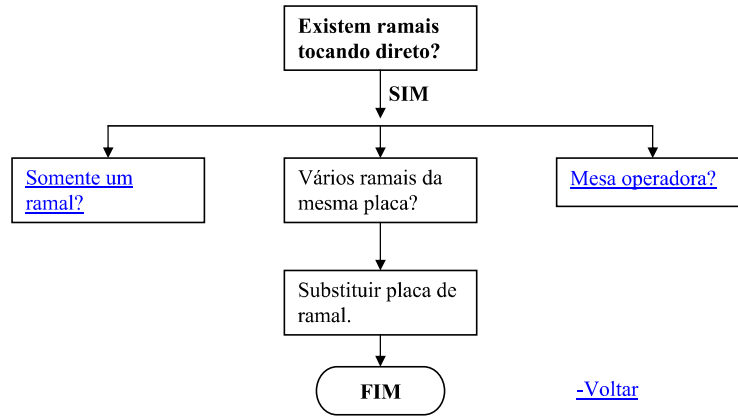 Existem ramais
tocando direto?
SIM
Somente um
ramal?
Vários ramais da
mesma placa?
Mesa operadora?
Substituir placa de
ramal.
FIM
-Voltar